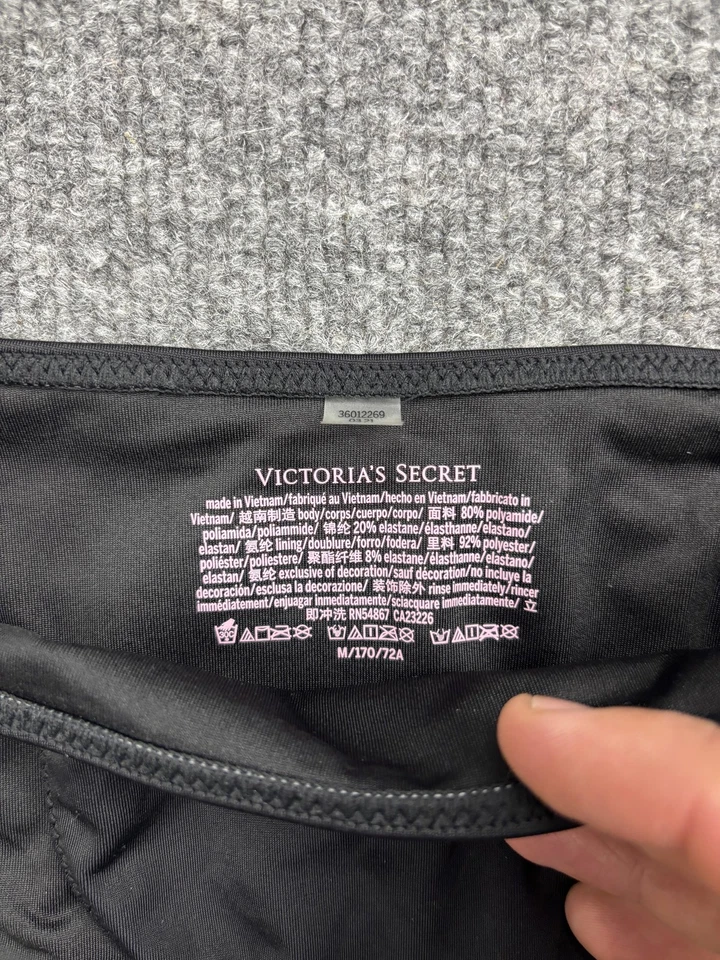 36012269
VICTORIA'S SECRET
made in Vietnam/fabriqué au Vietnam/hecho en Vietnam/fabbricato in
Vietnam/ 越南制造 body/corps/cuerpo/corpo/ 面料 80% polyamide/
poliamida/poliammide/ 锦纶 20% elastane/élasthanne/elastano/
elastan/ 氨纶 lining/doublure/forro/fodera/ 里料 92% polyester/
poliéster/poliestere/ 聚酯纤维 8% elastane/élasthanne/elastano/
elastan/ 氨纶 exclusive of decoration/sauf décoration/no incluye la
decoración/esclusa la decorazione/ 装饰除外 rinse immediately/rincer
immédiatement/enjuagar inmediatamente/sciacquare immediatamente/ 立
即冲洗 RN54867 CA23226
30C
M/170/72A